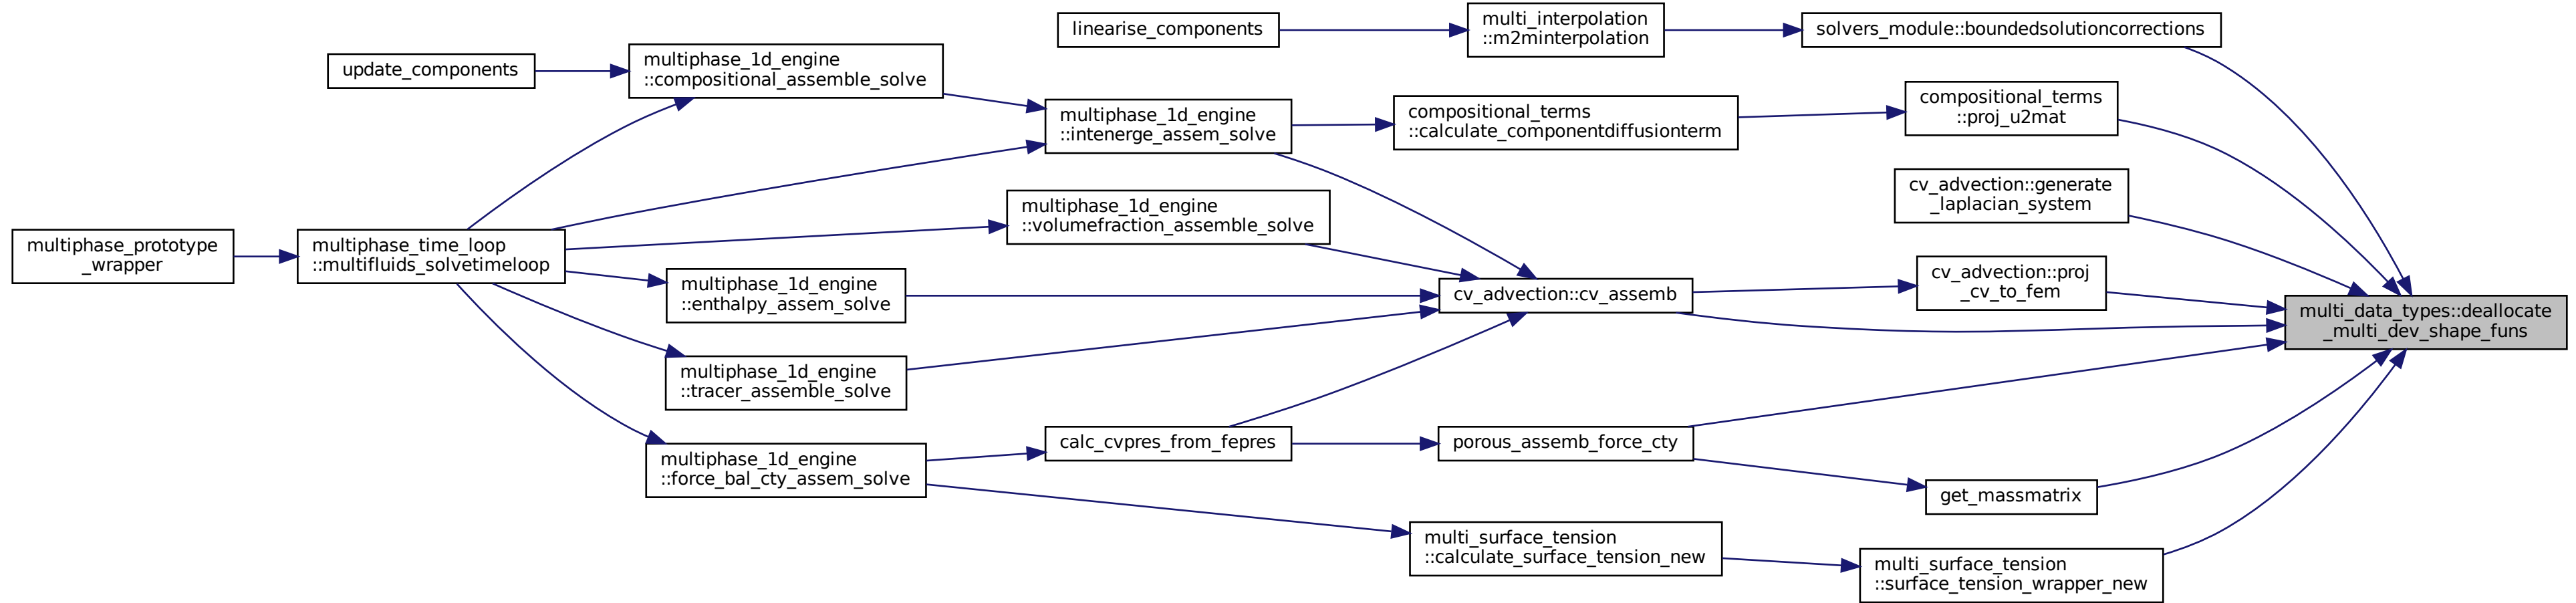 linearise_components
multi_interpolation
::m2minterpolation
solvers_module::boundedsolutioncorrections
update_components
multiphase_1d_engine
::compositional_assemble_solve
multiphase_1d_engine
::intenerge_assem_solve
compositional_terms
::calculate_componentdiffusionterm
compositional_terms
::proj_u2mat
cv_advection::generate
_laplacian_system
multiphase_prototype
_wrapper
multiphase_time_loop
::multifluids_solvetimeloop
multiphase_1d_engine
::volumefraction_assemble_solve
multiphase_1d_engine
::enthalpy_assem_solve
cv_advection::cv_assemb
cv_advection::proj
_cv_to_fem
multi_data_types::deallocate
_multi_dev_shape_funs
multiphase_1d_engine
::tracer_assemble_solve
multiphase_1d_engine
::force_bal_cty_assem_solve
calc_cvpres_from_fepres
porous_assemb_force_cty
get_massmatrix
multi_surface_tension
::calculate_surface_tension_new
multi_surface_tension
::surface_tension_wrapper_new